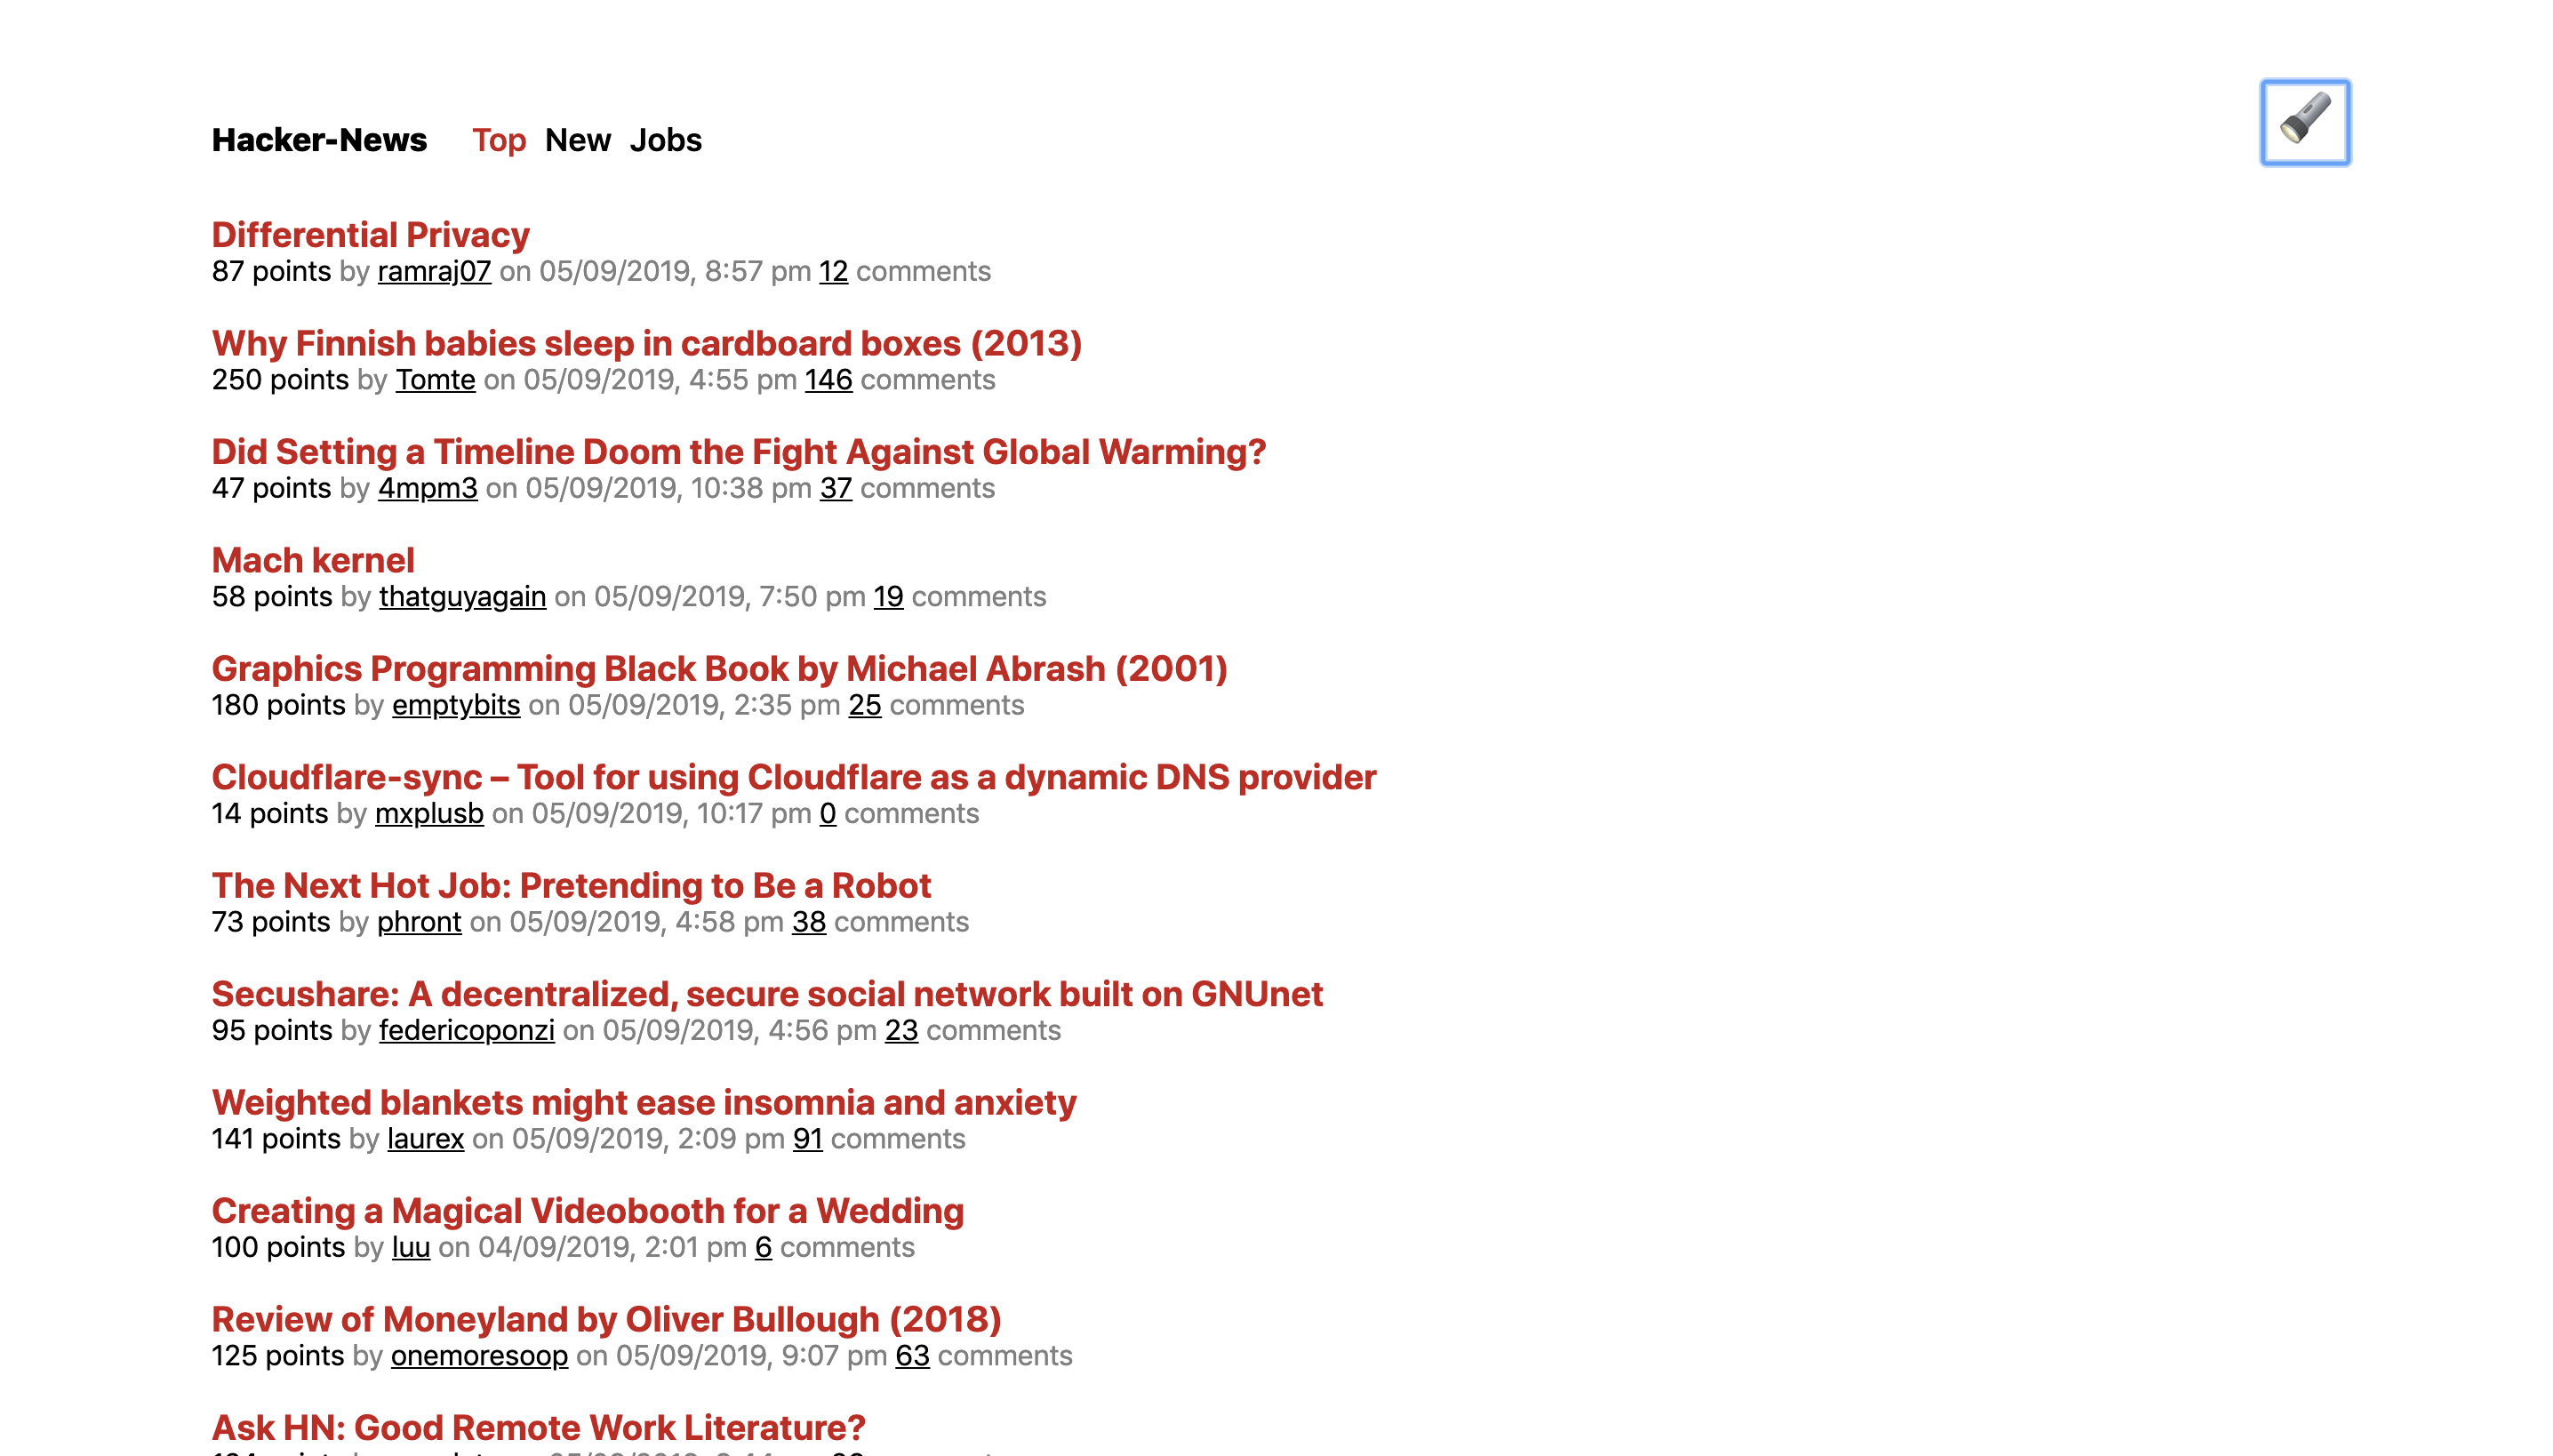 Hacker-News Top New Jobs
Differential Privacy
87 points by ramraj07 on 05/09/2019, 8:57 pm 12 comments
Why Finnish babies sleep in cardboard boxes (2013)
250 points by Tomte on 05/09/2019, 4:55 pm 146 comments
Did Setting a Timeline Doom the Fight Against Global Warming?
47 points by 4mpm3 on 05/09/2019, 10:38 pm 37 comments
Mach kernel
58 points by thatguyagain on 05/09/2019, 7:50 pm 19 comments
Graphics Programming Black Book by Michael Abrash (2001)
180 points by emptybits on 05/09/2019, 2:35 pm 25 comments
Cloudflare-sync – Tool for using Cloudflare as a dynamic DNS provider
14 points by mxplusb on 05/09/2019, 10:17 pm 0 comments
The Next Hot Job: Pretending to Be a Robot
73 points by phront on 05/09/2019, 4:58 pm 38 comments
Secushare: A decentralized, secure social network built on GNUnet
95 points by federicoponzi on 05/09/2019, 4:56 pm 23 comments
Weighted blankets might ease insomnia and anxiety
141 points by laurex on 05/09/2019, 2:09 pm 91 comments
Creating a Magical Videobooth for a Wedding
100 points by luu on 04/09/2019, 2:01 pm 6 comments
Review of Moneyland by Oliver Bullough (2018)
125 points by onemoresoop on 05/09/2019, 9:07 pm 63 comments
Ask HN: Good Remote Work Literature?